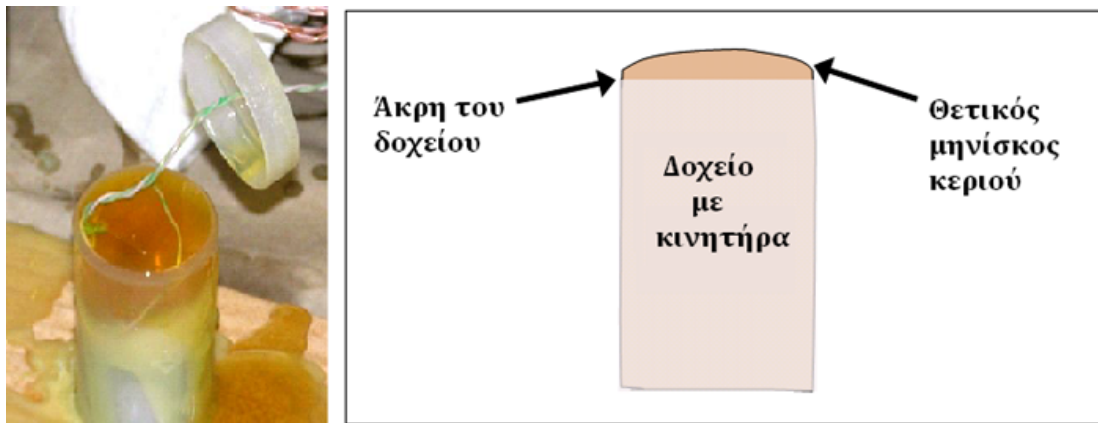 Άκρη του
δοχείου
Δοχείο
με
κινητήρα
Θετικός
μηνίσκος
κεριού